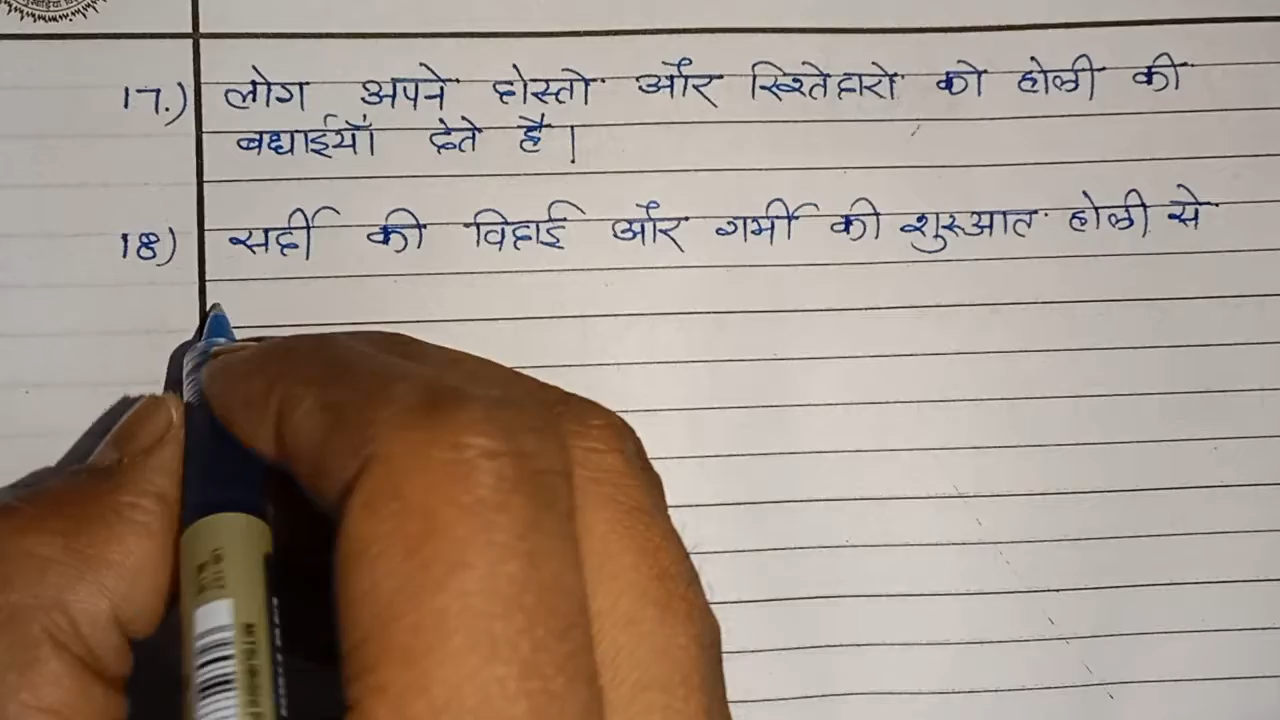 17.) लोग अपने दोस्तो और रिश्तेदारो को होली की
बधाईयाँ देते है।
18) सर्दी की विदाई और गर्मी की शुरुआत होली से